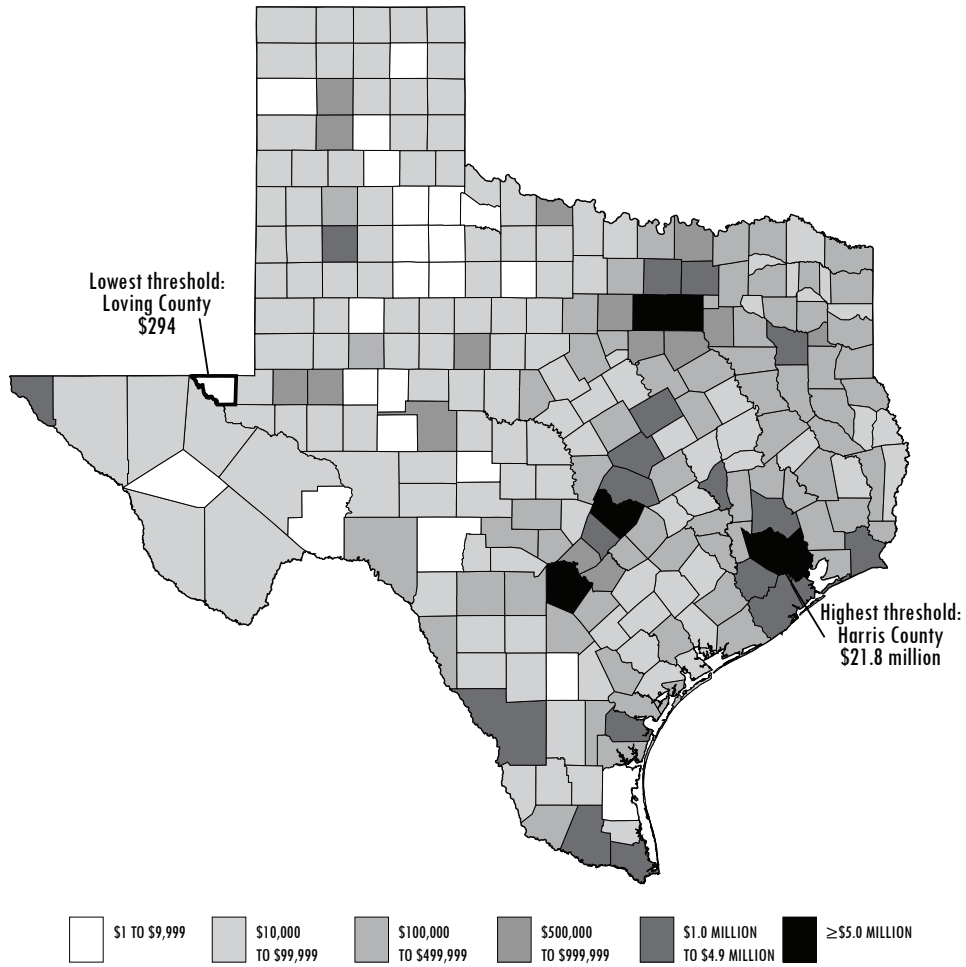 Lowest threshold:
Loving County
$294
Highest threshold:
Harris County
$21.8 million
$1 TO $9,999
$10,000
TO $99,999
$100,000
TO $499,999
$500,000
TO $999,999
$1.0 MILLION
TO $4.9 MILLION
≥$5.0 MILLION